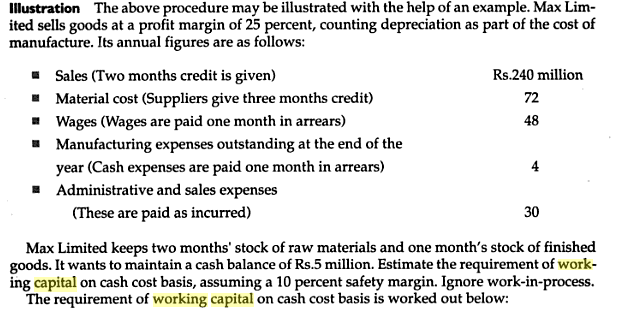 Illustration The above procedure may be illustrated with the help of an example. Max Lim-
ited sells goods at a profit margin of 25 percent, counting depreciation as part of the cost of
manufacture. Its annual figures are as follows:
■ Sales (Two months credit is given) Rs.240 million
■ Material cost (Suppliers give three months credit) 72
■ Wages (Wages are paid one month in arrears) 48
■ Manufacturing expenses outstanding at the end of the
year (Cash expenses are paid one month in arrears) 4
■ Administrative and sales expenses
(These are paid as incurred) 30
Max Limited keeps two months' stock of raw materials and one month's stock of finished
goods. It wants to maintain a cash balance of Rs.5 million. Estimate the requirement of work-
ing capital on cash cost basis, assuming a 10 percent safety margin. Ignore work-in-process.
The requirement of working capital on cash cost basis is worked out below: